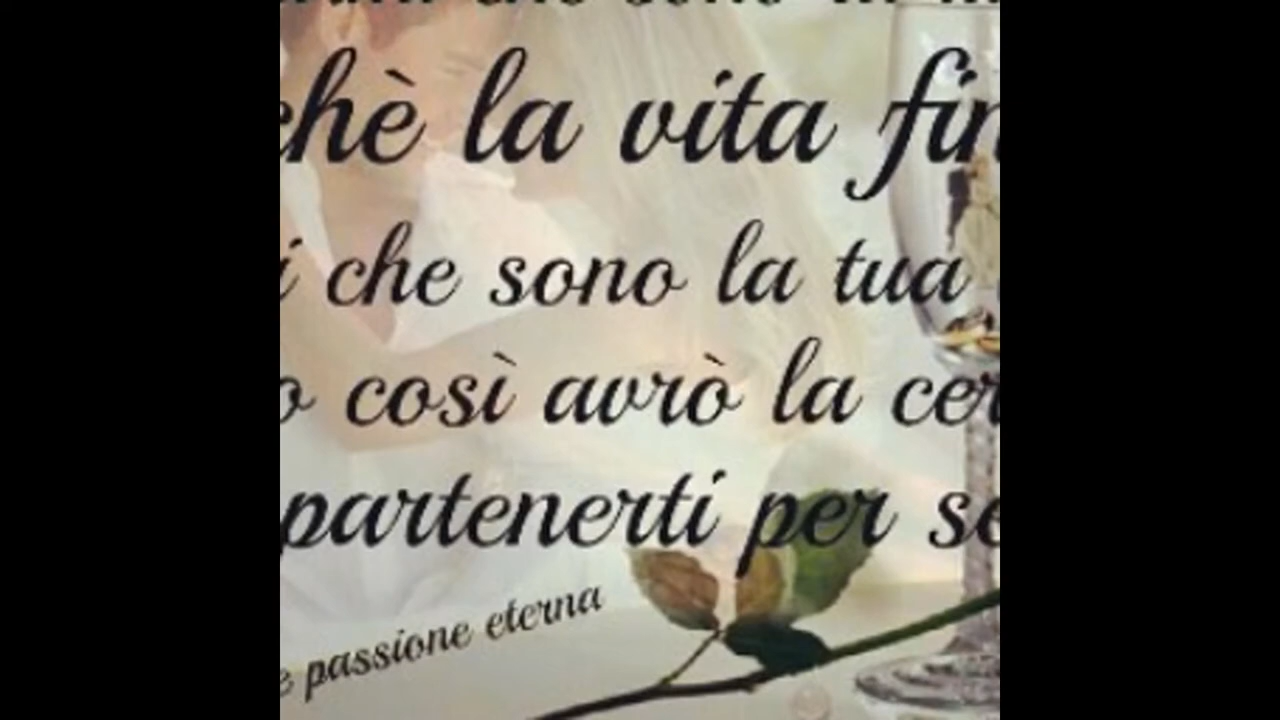 chè la vita fin
i che sono la tua
o così avrò la cer
partenerti per se
e passione eterna